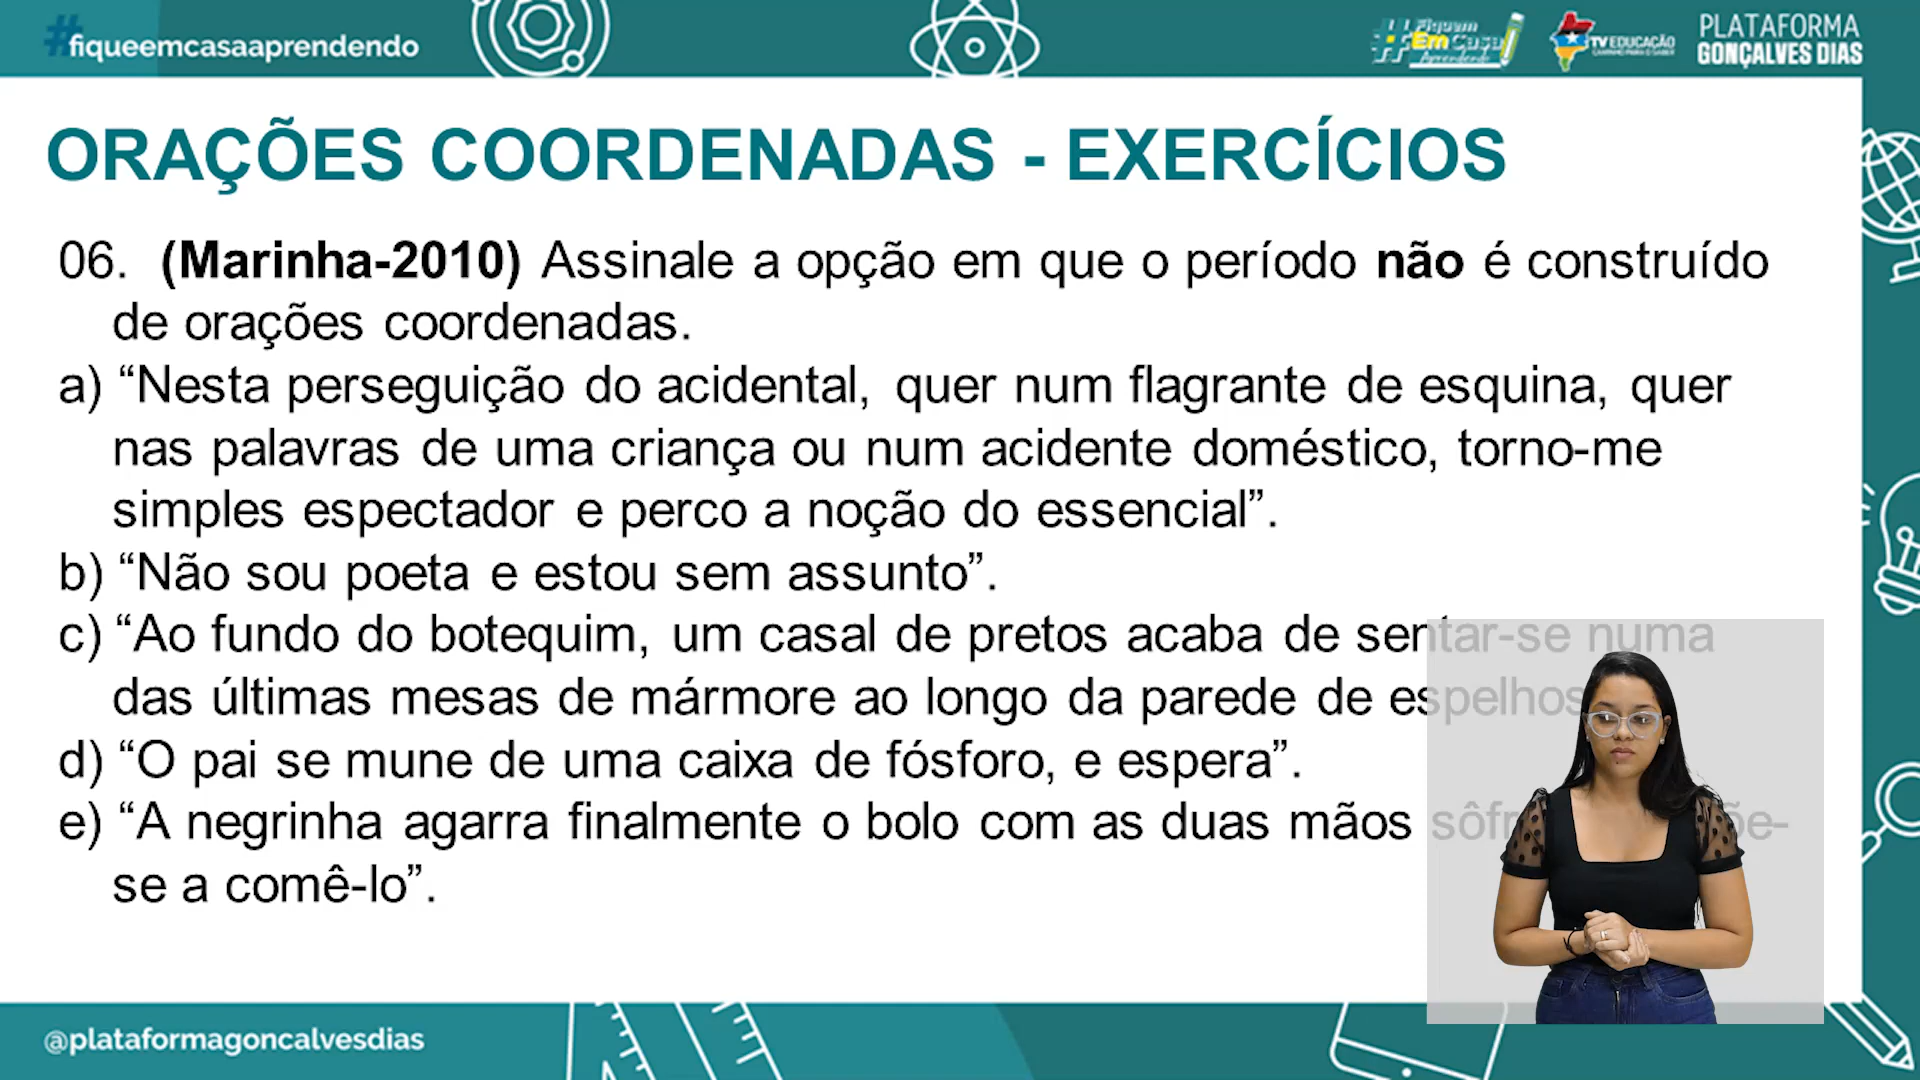 #fiqueemcasaaprendendo
#Fiquem Em Casa Aprendendo
TV EDUCAÇÃO
PLATAFORMA
GONÇALVES DIAS
ORAÇÕES COORDENADAS - EXERCÍCIOS
06. (Marinha-2010) Assinale a opção em que o período não é construído
de orações coordenadas.
a) “Nesta perseguição do acidental, quer num flagrante de esquina, quer
nas palavras de uma criança ou num acidente doméstico, torno-me
simples espectador e perco a noção do essencial”.
b) “Não sou poeta e estou sem assunto”.
c) “Ao fundo do botequim, um casal de pretos acaba de sentar-se numa
das últimas mesas de mármore ao longo da parede de espelhos
d) “O pai se mune de uma caixa de fósforo, e espera”.
e) “A negrinha agarra finalmente o bolo com as duas mãos
se a comê-lo”.
@plataformagoncalvesdias